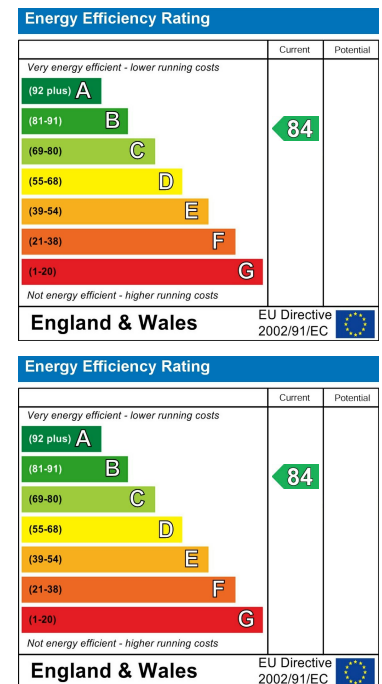 Energy Efficiency Rating
Current Potential
Very energy efficient - lower running costs
(92 plus) A
(81-91) B 84
(69-80) C
(55-68) D
(39-54) E
(21-38) F
(1-20) G
Not energy efficient - higher running costs
England & Wales EU Directive 2002/91/EC
Energy Efficiency Rating
Current Potential
Very energy efficient - lower running costs
(92 plus) A
(81-91) B 84
(69-80) C
(55-68) D
(39-54) E
(21-38) F
(1-20) G
Not energy efficient - higher running costs
England & Wales EU Directive 2002/91/EC